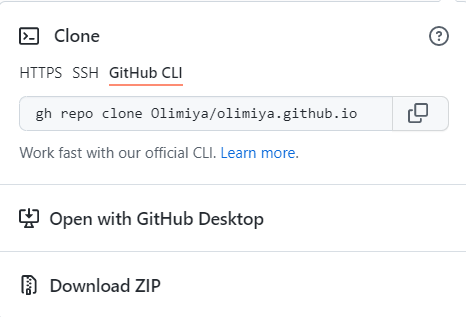 Clone
HTTPS SSH GitHub CLI
gh repo clone Olimiya/olimiya.github.io
Work fast with our official CLI. Learn more.
Open with GitHub Desktop
Download ZIP